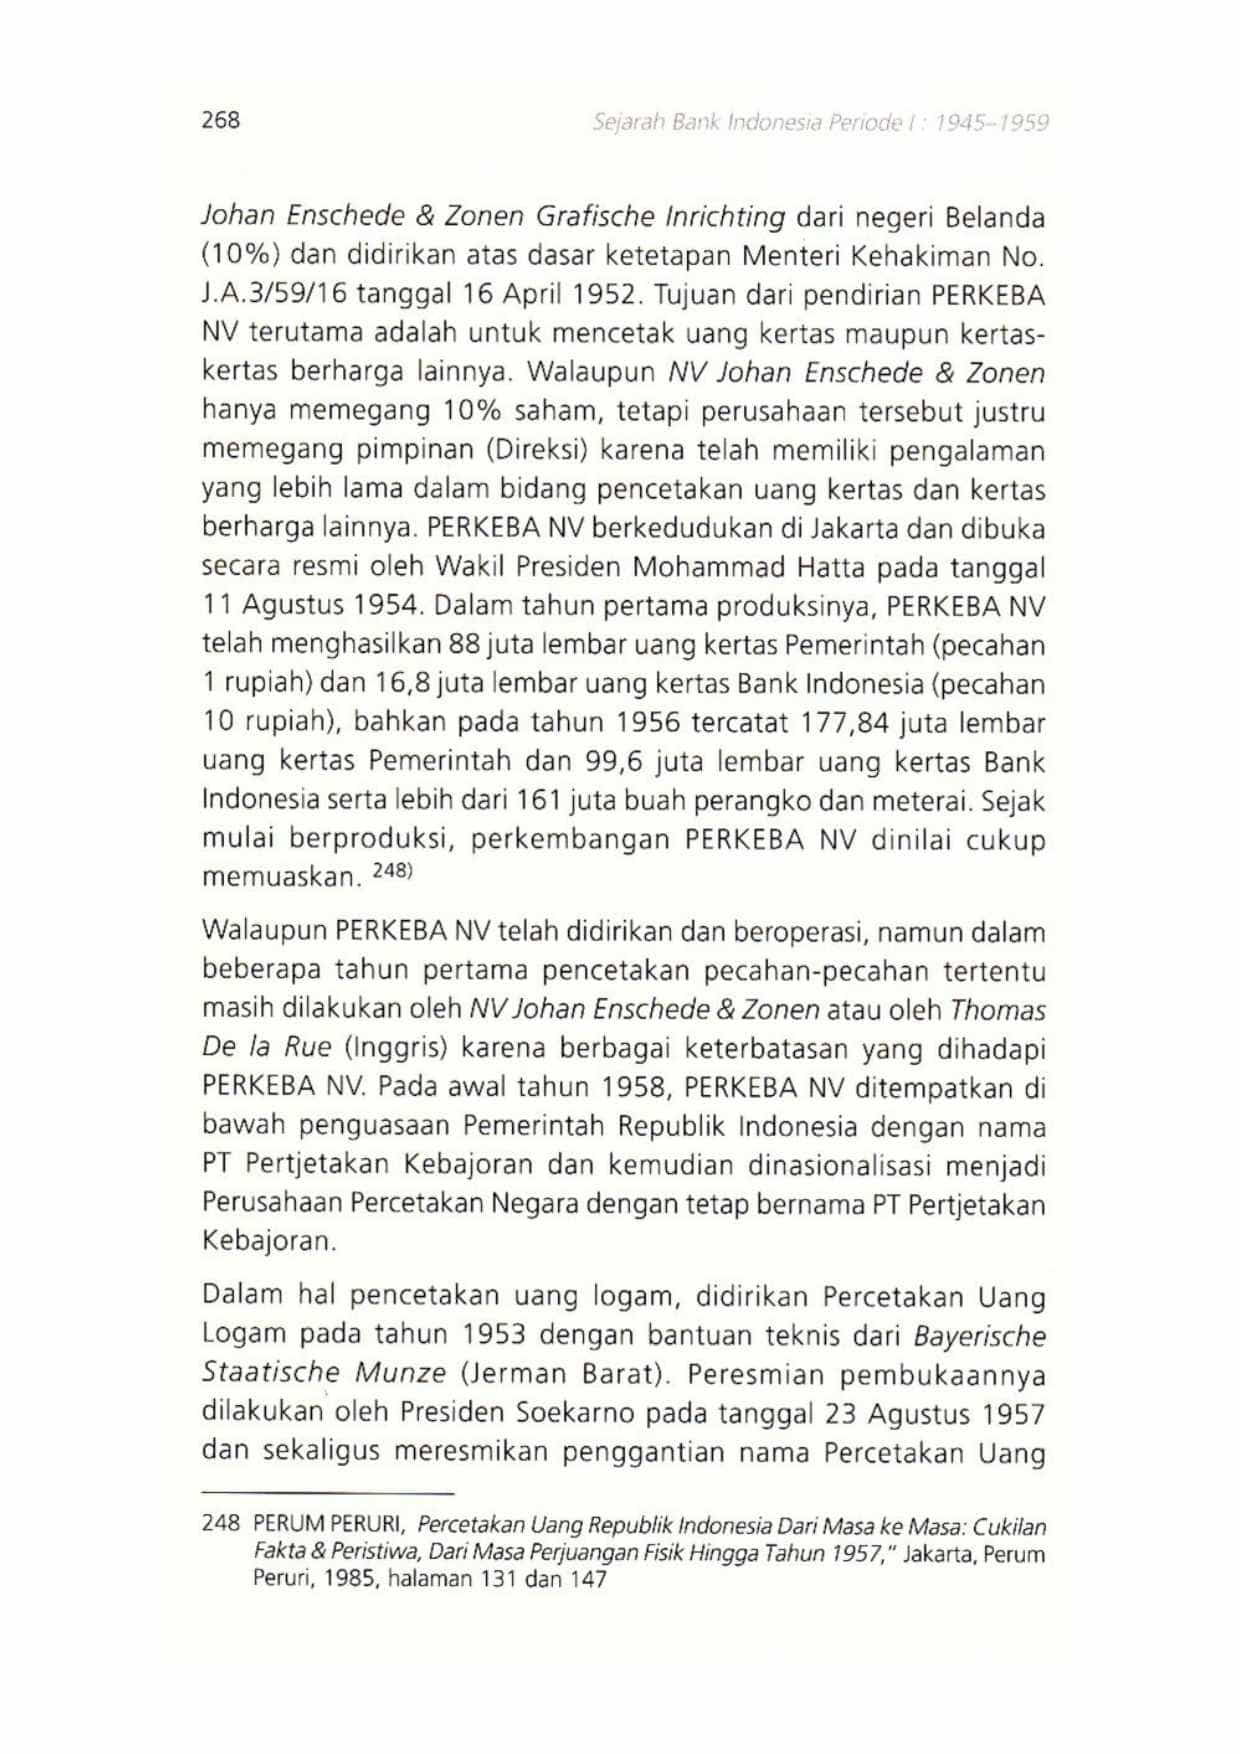 268
Sejarah Bank Indonesia Periode I : 1945–1959
Johan Enschede & Zonen Grafische Inrichting dari negeri Belanda
(10%) dan didirikan atas dasar ketetapan Menteri Kehakiman No.
J.A.3/59/16 tanggal 16 April 1952. Tujuan dari pendirian PERKEBA
NV terutama adalah untuk mencetak uang kertas maupun kertas-
kertas berharga lainnya. Walaupun NV Johan Enschede & Zonen
hanya memegang 10% saham, tetapi perusahaan tersebut justru
memegang pimpinan (Direksi) karena telah memiliki pengalaman
yang lebih lama dalam bidang pencetakan uang kertas dan kertas
berharga lainnya. PERKEBA NV berkedudukan di Jakarta dan dibuka
secara resmi oleh Wakil Presiden Mohammad Hatta pada tanggal
11 Agustus 1954. Dalam tahun pertama produksinya, PERKEBA NV
telah menghasilkan 88 juta lembar uang kertas Pemerintah (pecahan
1 rupiah) dan 16,8 juta lembar uang kertas Bank Indonesia (pecahan
10 rupiah), bahkan pada tahun 1956 tercatat 177,84 juta lembar
uang kertas Pemerintah dan 99,6 juta lembar uang kertas Bank
Indonesia serta lebih dari 161 juta buah perangko dan meterai. Sejak
mulai berproduksi, perkembangan PERKEBA NV dinilai cukup
memuaskan. 248)
Walaupun PERKEBA NV telah didirikan dan beroperasi, namun dalam
beberapa tahun pertama pencetakan pecahan-pecahan tertentu
masih dilakukan oleh NV Johan Enschede & Zonen atau oleh Thomas
De la Rue (Inggris) karena berbagai keterbatasan yang dihadapi
PERKEBA NV. Pada awal tahun 1958, PERKEBA NV ditempatkan di
bawah penguasaan Pemerintah Republik Indonesia dengan nama
PT Pertjetakan Kebajoran dan kemudian dinasionalisasi menjadi
Perusahaan Percetakan Negara dengan tetap bernama PT Pertjetakan
Kebajoran.
Dalam hal pencetakan uang logam, didirikan Percetakan Uang
Logam pada tahun 1953 dengan bantuan teknis dari Bayerische
Staatische Munze (Jerman Barat). Peresmian pembukaannya
dilakukan oleh Presiden Soekarno pada tanggal 23 Agustus 1957
dan sekaligus meresmikan penggantian nama Percetakan Uang
248 PERUM PERURI, Percetakan Uang Republik Indonesia Dari Masa ke Masa: Cukilan
Fakta & Peristiwa, Dari Masa Perjuangan Fisik Hingga Tahun 1957," Jakarta, Perum
Peruri, 1985, halaman 131 dan 147